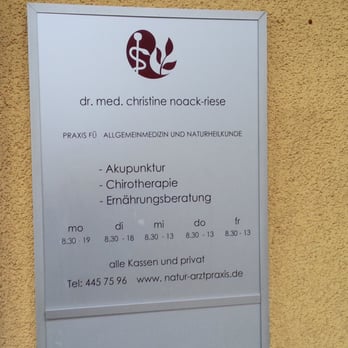 dr. med. christine noack-riese
PRAXIS FÜ ALLGEMEINMEDIZIN UND NATURHEILKUNDE
- Akupunktur
- Chirotherapie
- Ernährungsberatung
mo di mi do fr
8.30 - 19 8.30 - 18 8.30 - 13 8.30 - 13 8.30 - 13
alle Kassen und privat
Tel: 445 75 96 www. natur-arztpraxis.de